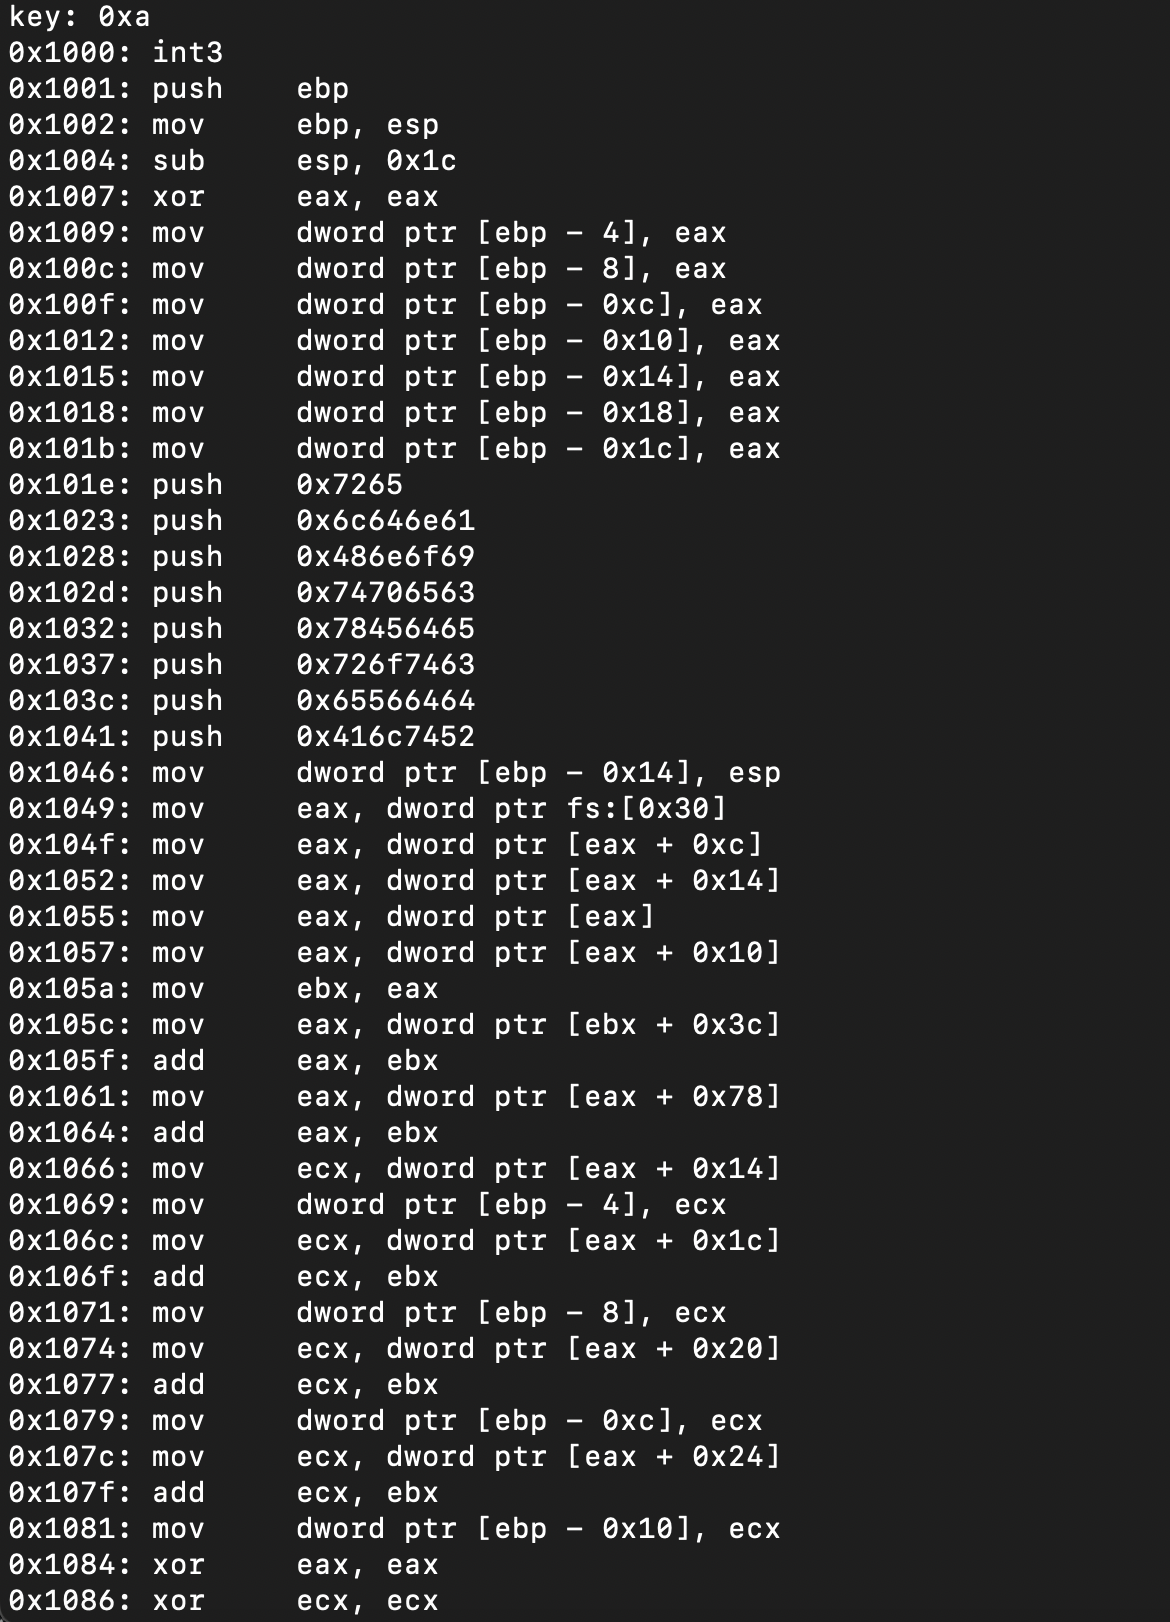 key: 0xa
0x1000: int3
0x1001: push    ebp
0x1002: mov     ebp, esp
0x1004: sub     esp, 0x1c
0x1007: xor     eax, eax
0x1009: mov     dword ptr [ebp - 4], eax
0x100c: mov     dword ptr [ebp - 8], eax
0x100f: mov     dword ptr [ebp - 0xc], eax
0x1012: mov     dword ptr [ebp - 0x10], eax
0x1015: mov     dword ptr [ebp - 0x14], eax
0x1018: mov     dword ptr [ebp - 0x18], eax
0x101b: mov     dword ptr [ebp - 0x1c], eax
0x101e: push    0x7265
0x1023: push    0x6c646e61
0x1028: push    0x486e6f69
0x102d: push    0x74706563
0x1032: push    0x78456465
0x1037: push    0x726f7463
0x103c: push    0x65566464
0x1041: push    0x416c7452
0x1046: mov     dword ptr [ebp - 0x14], esp
0x1049: mov     eax, dword ptr fs:[0x30]
0x104f: mov     eax, dword ptr [eax + 0xc]
0x1052: mov     eax, dword ptr [eax + 0x14]
0x1055: mov     eax, dword ptr [eax]
0x1057: mov     eax, dword ptr [eax + 0x10]
0x105a: mov     ebx, eax
0x105c: mov     eax, dword ptr [ebx + 0x3c]
0x105f: add     eax, ebx
0x1061: mov     eax, dword ptr [eax + 0x78]
0x1064: add     eax, ebx
0x1066: mov     ecx, dword ptr [eax + 0x14]
0x1069: mov     dword ptr [ebp - 4], ecx
0x106c: mov     ecx, dword ptr [eax + 0x1c]
0x106f: add     ecx, ebx
0x1071: mov     dword ptr [ebp - 8], ecx
0x1074: mov     ecx, dword ptr [eax + 0x20]
0x1077: add     ecx, ebx
0x1079: mov     dword ptr [ebp - 0xc], ecx
0x107c: mov     ecx, dword ptr [eax + 0x24]
0x107f: add     ecx, ebx
0x1081: mov     dword ptr [ebp - 0x10], ecx
0x1084: xor     eax, eax
0x1086: xor     ecx, ecx